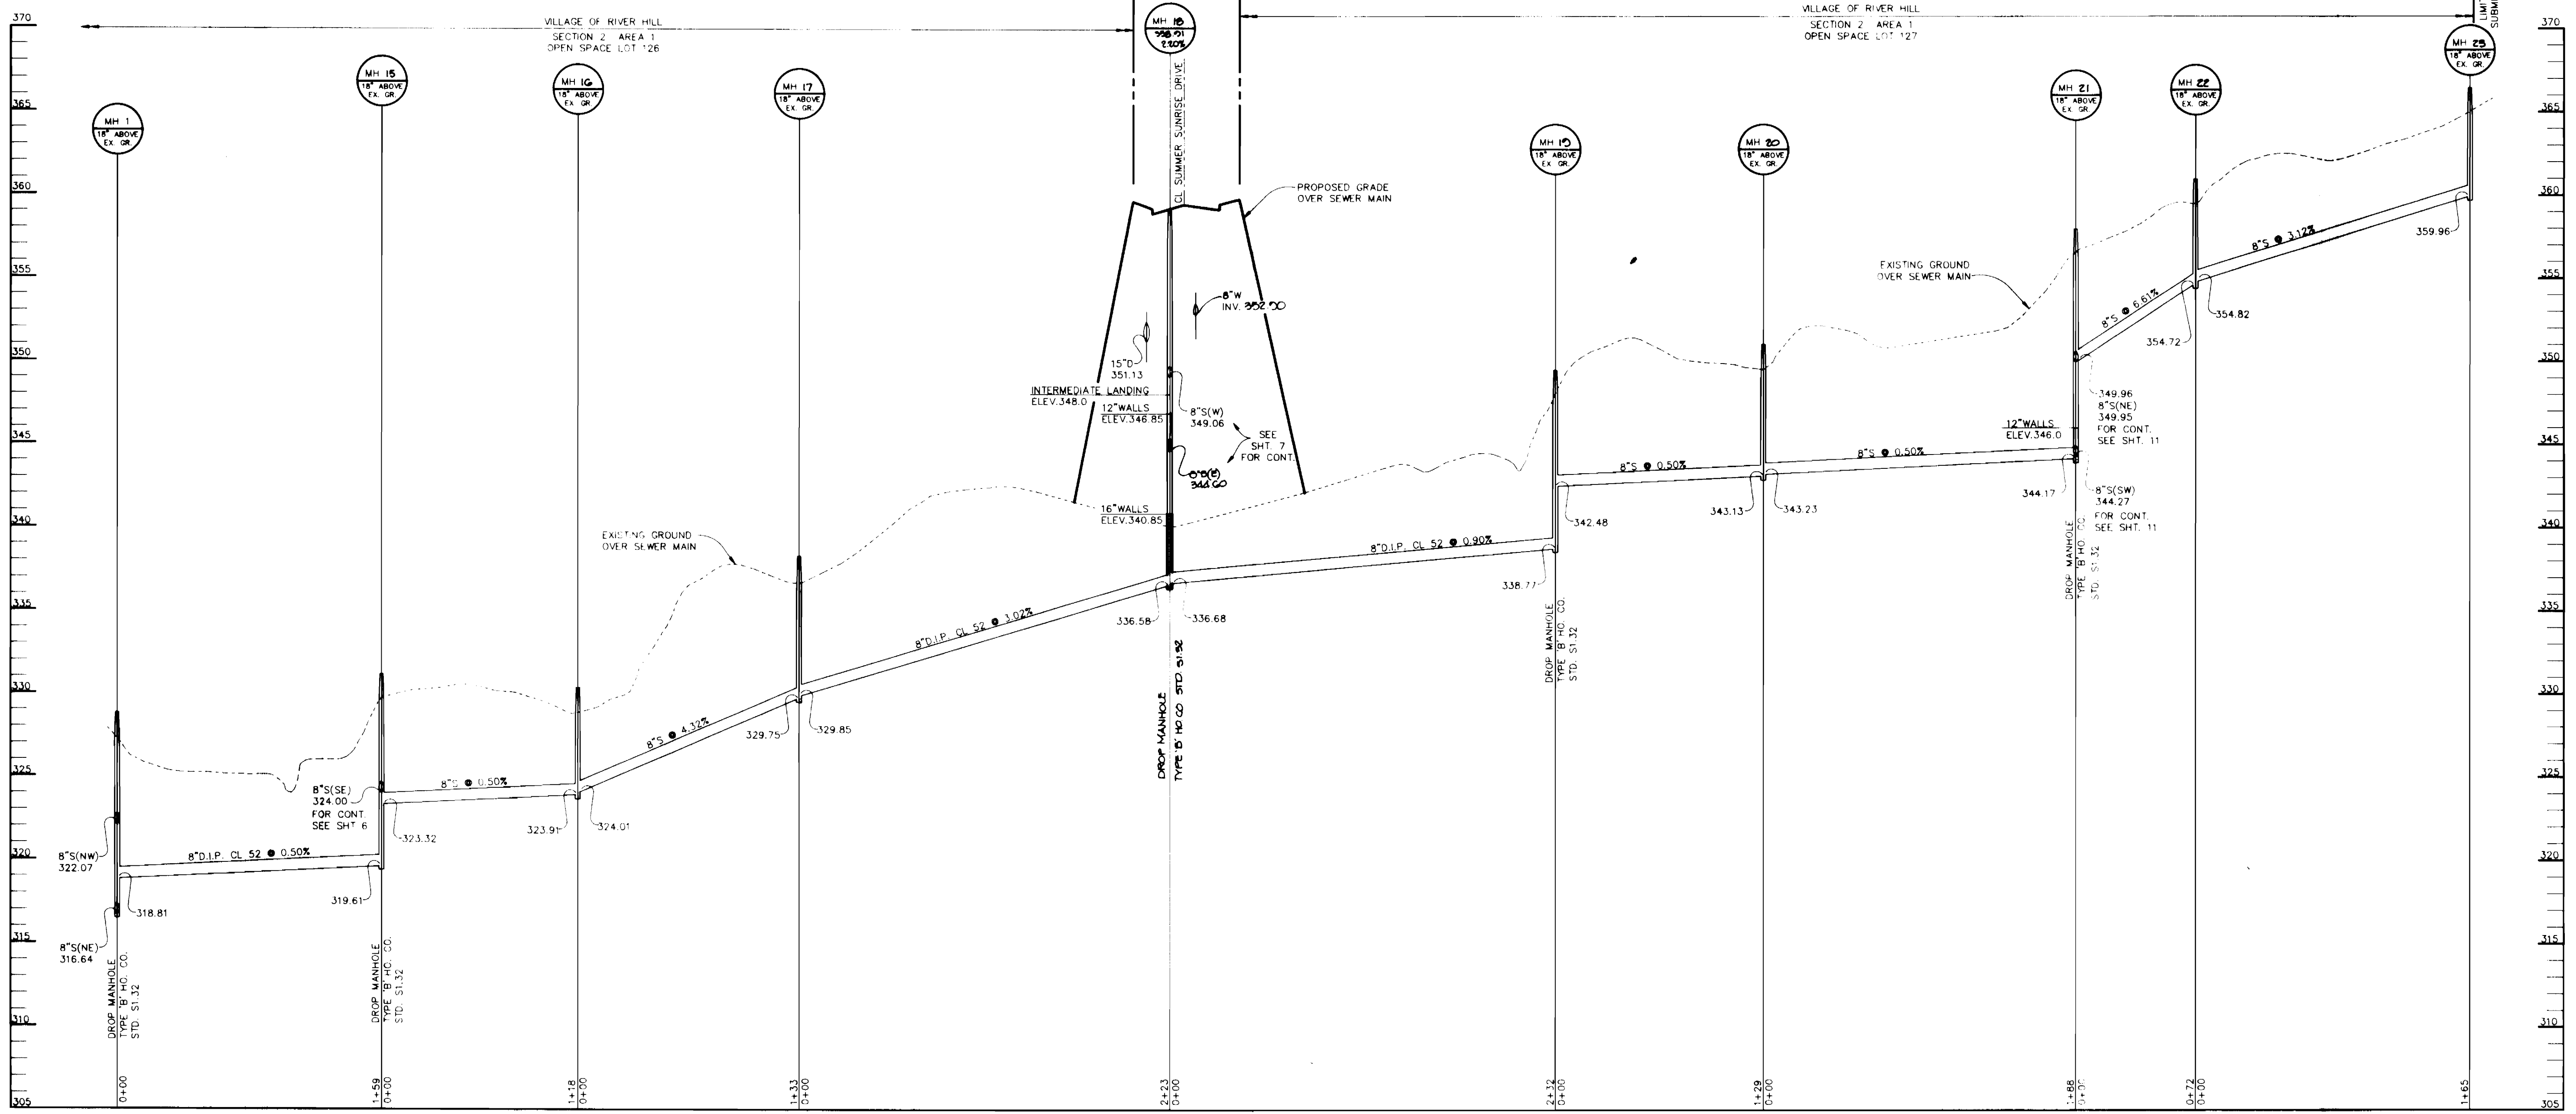 VILLAGE OF RIVER HILL
SECTION 2 AREA 1
OPEN SPACE LOT 126
VILLAGE OF RIVER HILL
SECTION 2 AREA 1
OPEN SPACE LOT 127
370
365
360
355
350
345
340
335
330
325
320
315
310
305
MH 1
18" ABOVE
EX. GR.
MH 15
18" ABOVE
EX. GR.
MH 16
18" ABOVE
EX. GR.
MH 17
18" ABOVE
EX. GR.
MH 18
2.20%
CL SUMMER SUNRISE DRIVE
MH 19
18" ABOVE
EX. GR.
MH 20
18" ABOVE
EX. GR.
MH 21
18" ABOVE
EX. GR.
MH 22
18" ABOVE
EX. GR.
MH 23
18" ABOVE
EX. GR.
PROPOSED GRADE
OVER SEWER MAIN
8"W
INV. 352.90
15"D
351.13
INTERMEDIATE LANDING
ELEV.348.0
12"WALLS
ELEV.346.85
8"S(W)
349.06
SEE
SHT. 7
FOR CONT.
344.60
16"WALLS
ELEV.340.85
EXISTING GROUND
OVER SEWER MAIN
EXISTING GROUND
OVER SEWER MAIN
8"S(NW)
322.07
8"S(NE)
316.64
318.81
8"D.I.P. CL 52 @ 0.50%
319.61
8"S(SE)
324.00
FOR CONT.
SEE SHT 6
323.32
8"S @ 0.50%
323.91
324.01
8"S @ 4.32%
329.75
329.85
8"D.I.P. CL 52 @ 3.02%
336.58
336.68
8"D.I.P. CL 52 @ 0.90%
338.77
342.48
8"S @ 0.50%
343.13
343.23
8"S @ 0.50%
344.17
12"WALLS
ELEV.346.0
349.96
8"S(NE)
349.95
FOR CONT.
SEE SHT. 11
8"S(SW)
344.27
FOR CONT.
SEE SHT. 11
8"S @ 6.61%
354.72
354.82
8"S @ 3.12%
359.96
DROP MANHOLE
TYPE 'B' HO. CO.
STD. S1.32
DROP MANHOLE
TYPE 'B' HO. CO.
STD. S1.32
DROP MANHOLE
TYPE 'B' HO CO STD S1.32
DROP MANHOLE
TYPE 'B' HO. CO.
STD. S1.32
DROP MANHOLE
TYPE 'B' HO. CO.
STD. S1.32
0+00
1+59
0+00
1+18
0+00
1+33
0+00
2+23
0+00
2+32
0+00
1+29
0+00
1+88
0+00
0+72
0+00
1+65
370
365
360
355
350
345
340
335
330
325
320
315
310
305